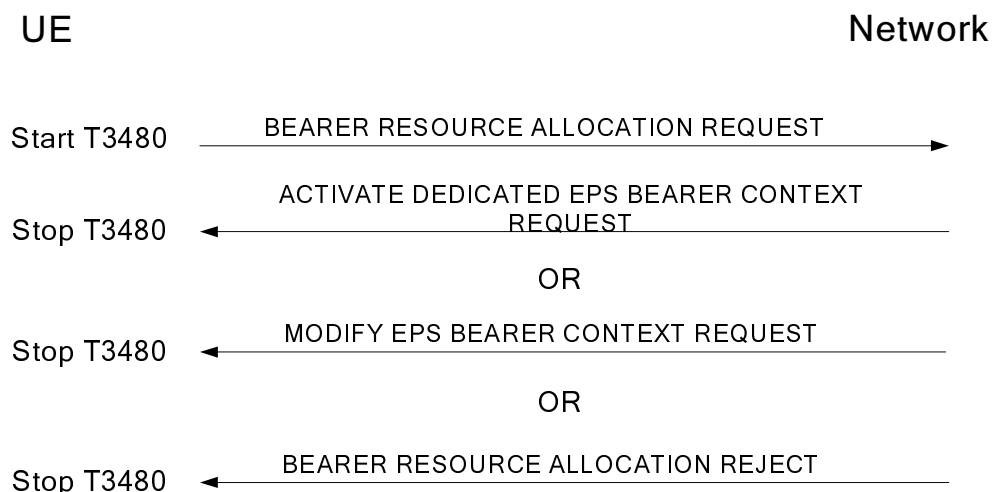 UE Network
Start T3480 BEARER RESOURCE ALLOCATION REQUEST
ACTIVATE DEDICATED EPS BEARER CONTEXT
REQUEST
Stop T3480
OR
MODIFY EPS BEARER CONTEXT REQUEST
Stop T3480
OR
BEARER RESOURCE ALLOCATION REJECT
Stop T3480